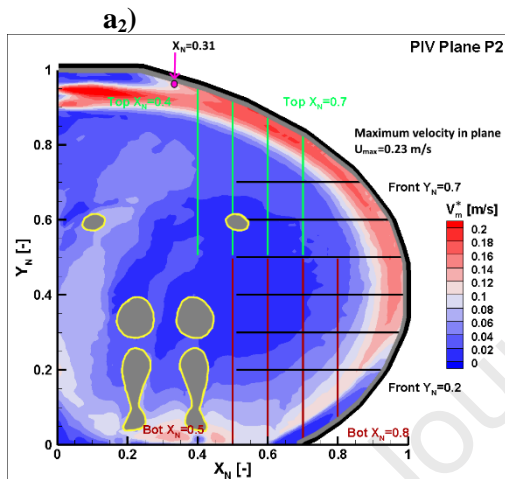 a₂)
X_N=0.31
PIV Plane P2
Top X_N=0.4
Top X_N=0.7
Maximum velocity in plane
U_max=0.23 m/s
Front Y_N=0.7
V*_m [m/s]
0.2
0.18
0.16
0.14
0.12
0.1
0.08
0.06
0.04
0.02
0
Front Y_N=0.2
Bot X_N=0.5
Bot X_N=0.8
Y_N [-]
1
0.8
0.6
0.4
0.2
0
0
0.2
0.4
0.6
0.8
1
X_N [-]